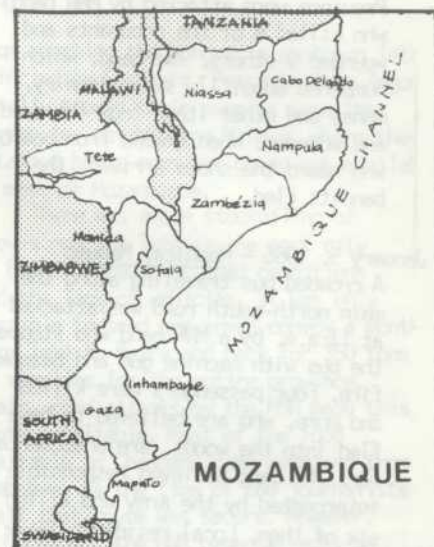 TANZANIA
Cabo Delgado
Niassa
MALAWI
ZAMBIA
Nampula
Tete
Zambézia
MOZAMBIQUE CHANNEL
Manica
ZIMBABWE
Sofala
Inhambane
Gaza
SOUTH
AFRICA
MOZAMBIQUE
Maputo
SWAZILAND